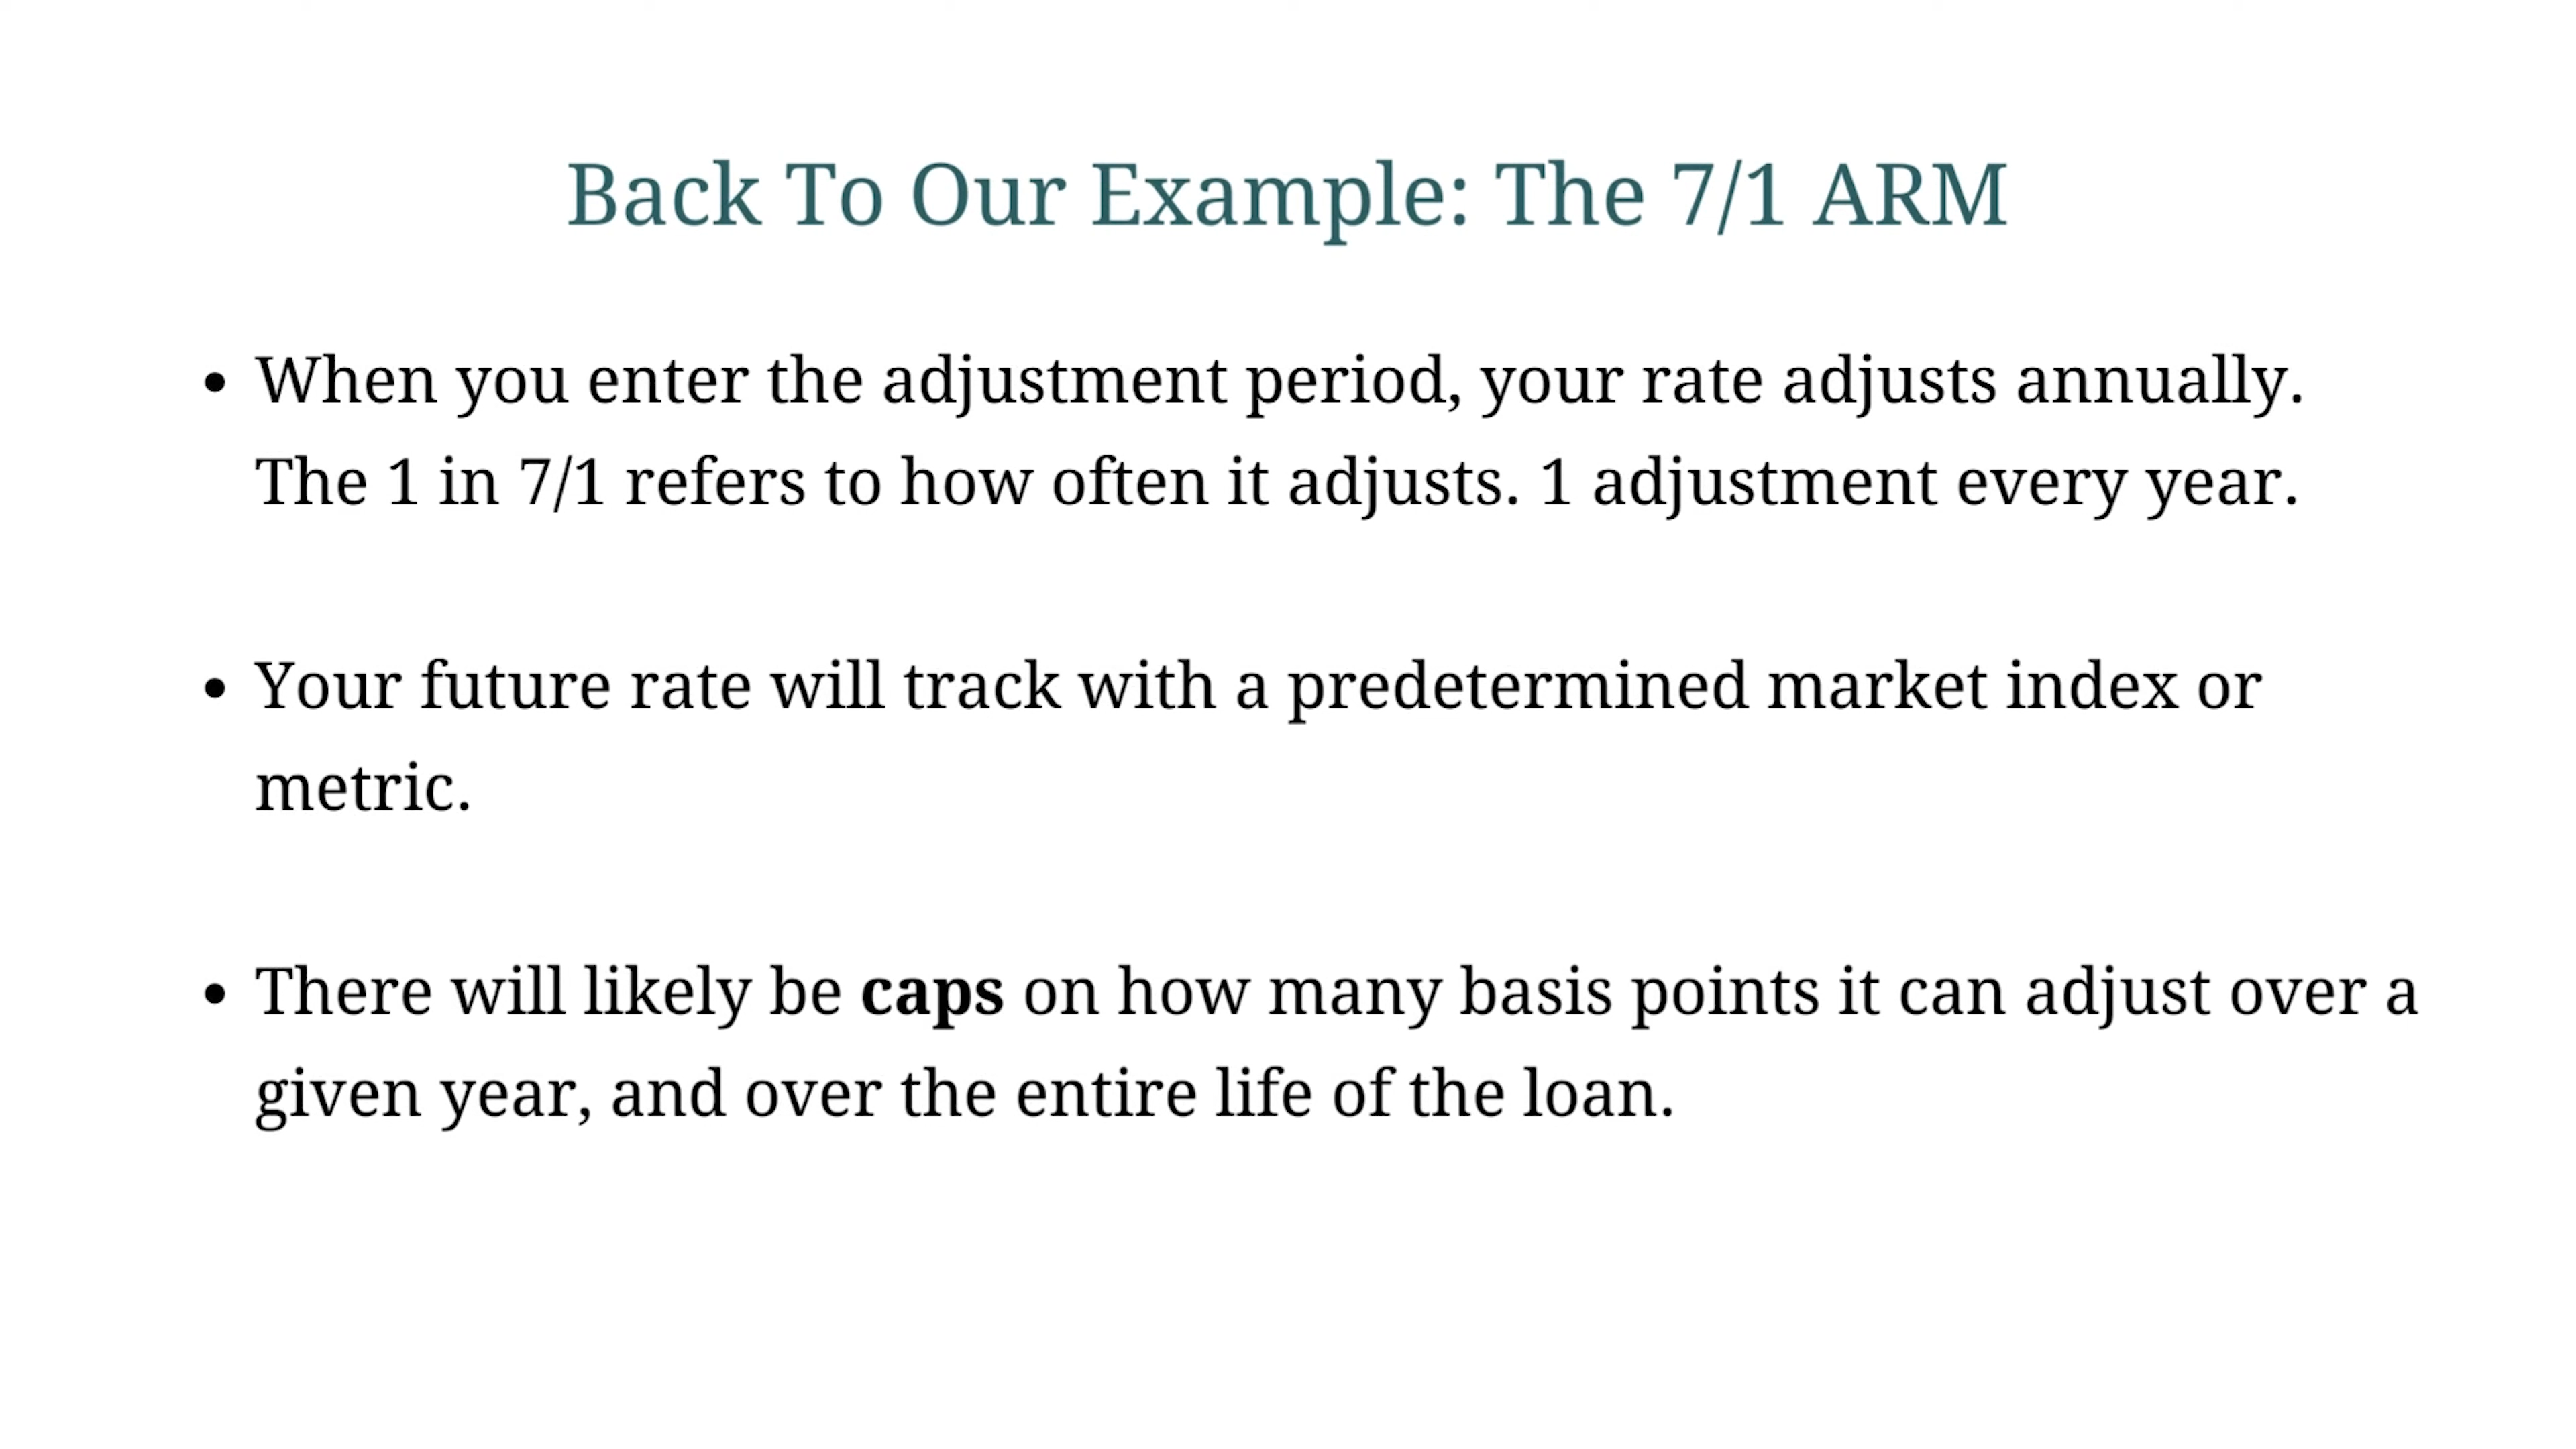 Back To Our Example: The 7/1 ARM
• When you enter the adjustment period, your rate adjusts annually.
The 1 in 7/1 refers to how often it adjusts. 1 adjustment every year.
• Your future rate will track with a predetermined market index or
metric.
• There will likely be caps on how many basis points it can adjust over a
given year, and over the entire life of the loan.